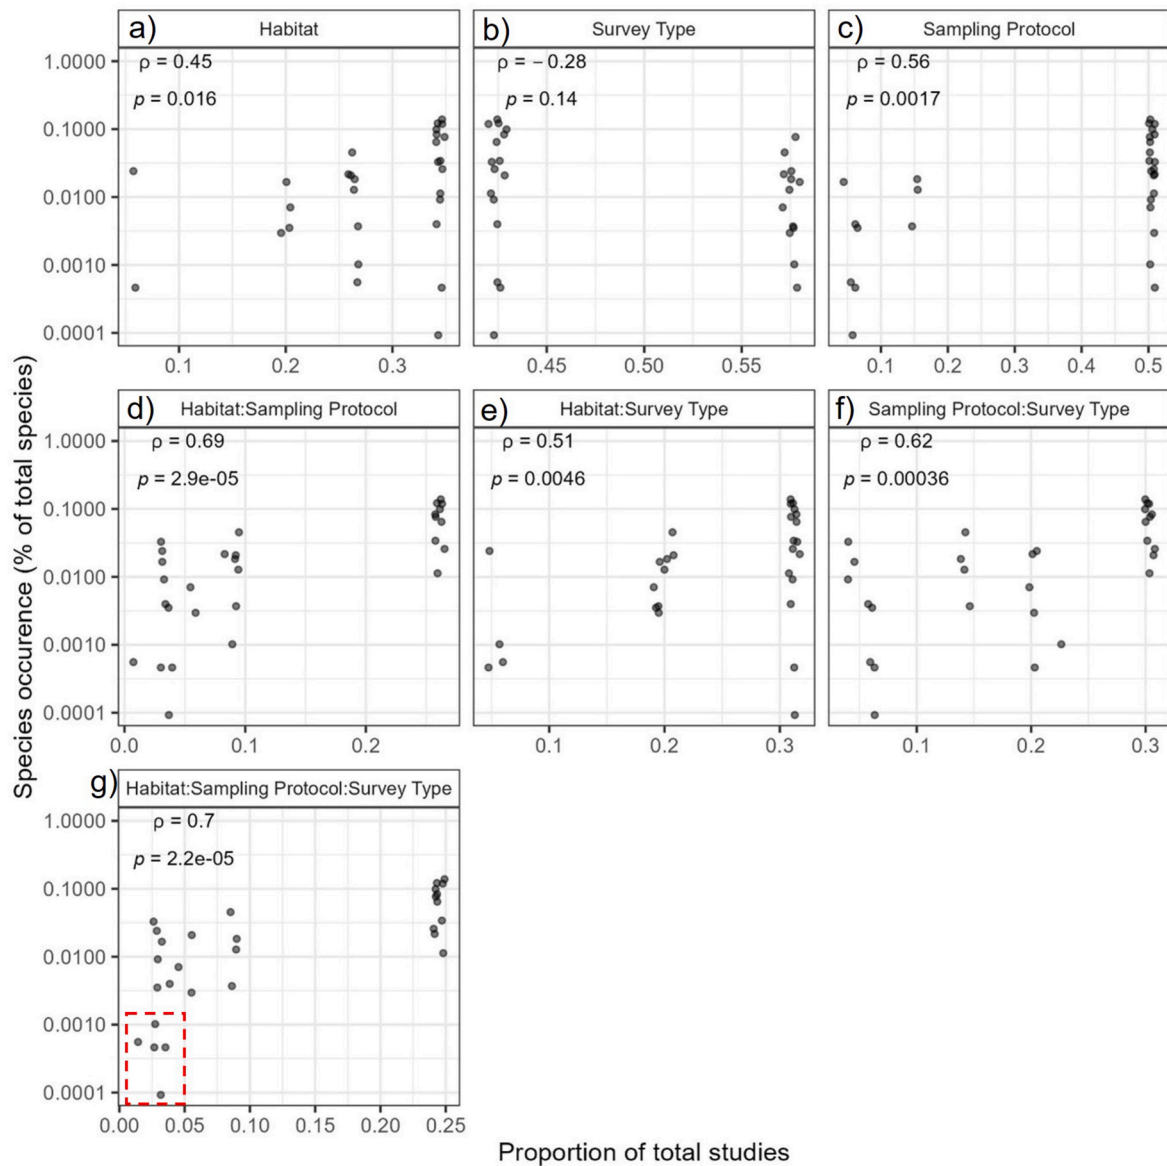 a) Habitat
b) Survey Type
c) Sampling Protocol
ρ = 0.45
p = 0.016
ρ = − 0.28
p = 0.14
ρ = 0.56
p = 0.0017
1.0000
0.1000
0.0100
0.0010
0.0001
0.1 0.2 0.3
0.45 0.50 0.55
0.1 0.2 0.3 0.4 0.5
d) Habitat:Sampling Protocol
e) Habitat:Survey Type
f) Sampling Protocol:Survey Type
ρ = 0.69
p = 2.9e-05
ρ = 0.51
p = 0.0046
ρ = 0.62
p = 0.00036
1.0000
0.1000
0.0100
0.0010
0.0001
0.0 0.1 0.2
0.1 0.2 0.3
0.1 0.2 0.3
g) Habitat:Sampling Protocol:Survey Type
ρ = 0.7
p = 2.2e-05
1.0000
0.1000
0.0100
0.0010
0.0001
0.00 0.05 0.10 0.15 0.20 0.25
Species occurence (% of total species)
Proportion of total studies